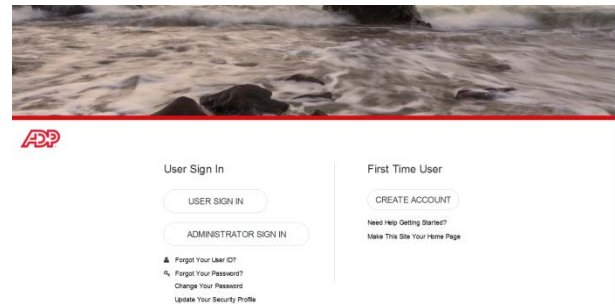 ADP
User Sign In
USER SIGN IN
ADMINISTRATOR SIGN IN
Forgot Your User ID?
Forgot Your Password?
Change Your Password
Update Your Security Profile
First Time User
CREATE ACCOUNT
Need Help Getting Started?
Make This Site Your Home Page